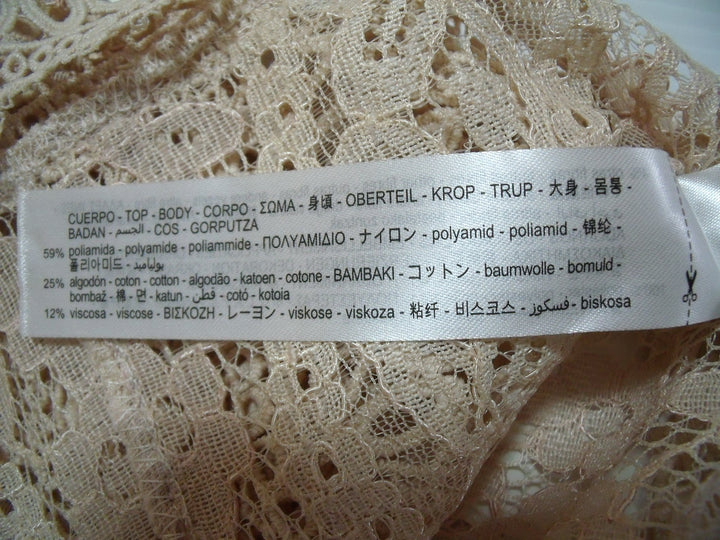 CUERPO - TOP - BODY - CORPO - ΣΩΜΑ - 身頃 - OBERTEIL - KROP - TRUP - 大身 - 몸통 -
BADAN - الجسم - COS - GORPUTZA
59% poliamida - polyamide - poliammide - ΠΟΛΥΑΜΙΔΙΟ - ナイロン - polyamid - poliamid - 锦纶 -
폴리아미드 - بوليامید
25% algodón - coton - cotton - algodão - katoen - cotone - BAMBAKI - コットン - baumwolle - bomuld -
bombaž - 棉 - 면 - katun - قطن - cotó - kotoia
12% viscosa - viscose - ΒΙΣΚΟΖΗ - レーヨン - viskose - viskoza - 粘纤 - 비스코스 - فسكوز - biskosa